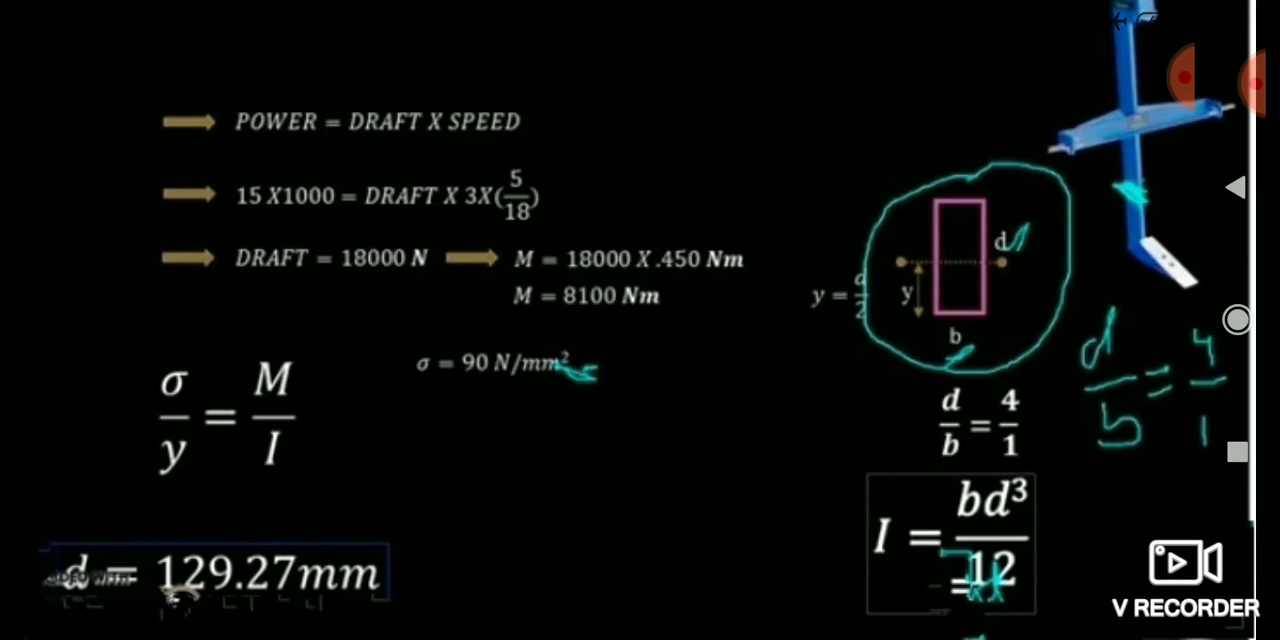 POWER = DRAFT X SPEED
15 X1000 = DRAFT X 3X(5/18)
DRAFT = 18000 N
M = 18000 X .450 Nm
M = 8100 Nm
d
y
y = d/2
b
σ = 90 N/mm²
σ/y = M/I
d/b = 4/1
d/b = 4/1
I = bd³/12
d = 129.27mm
V RECORDER